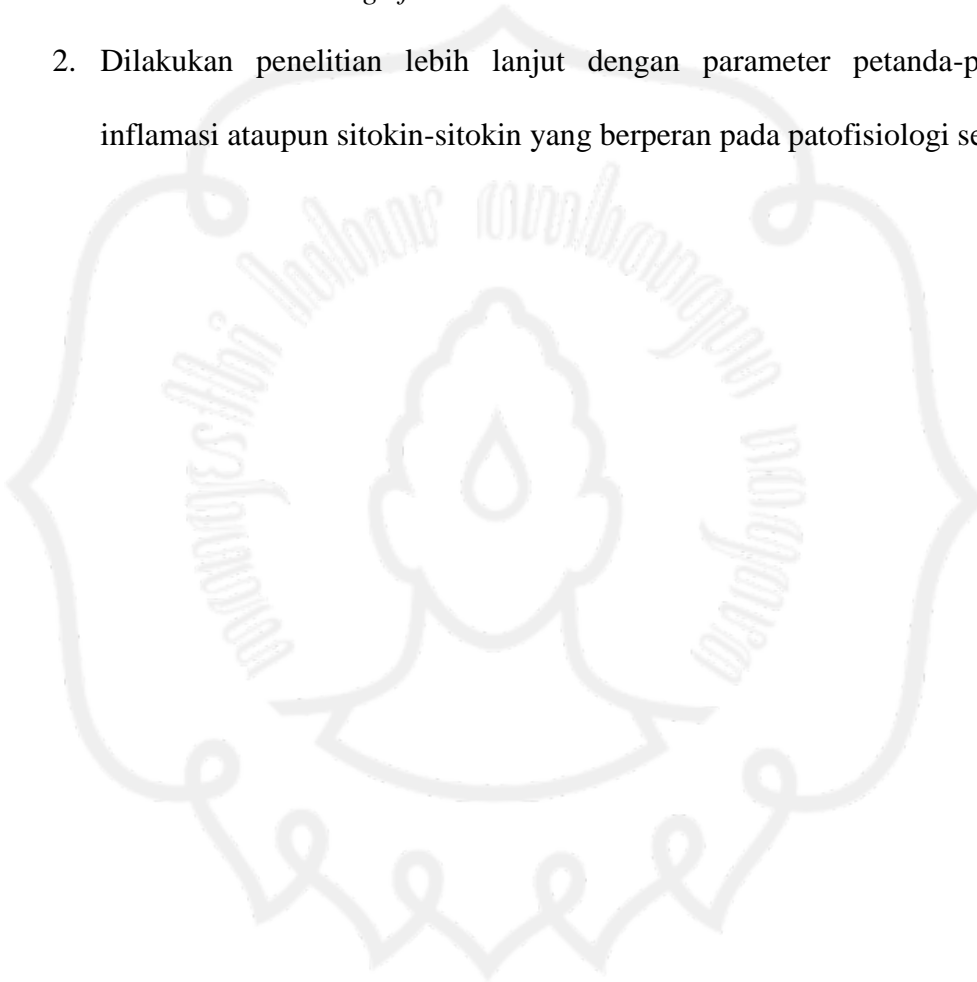 2. Dilakukan penelitian lebih lanjut dengan parameter petanda-p
inflamasi ataupun sitokin-sitokin yang berperan pada patofisiologi se